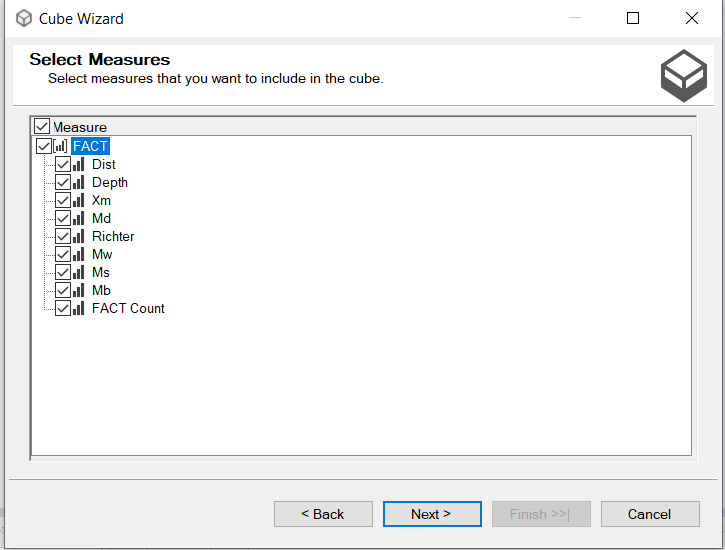 Cube Wizard
Select Measures
Select measures that you want to include in the cube.
Measure
FACT
Dist
Depth
Xm
Md
Richter
Mw
Ms
Mb
FACT Count
< Back
Next >
Finish >>|
Cancel